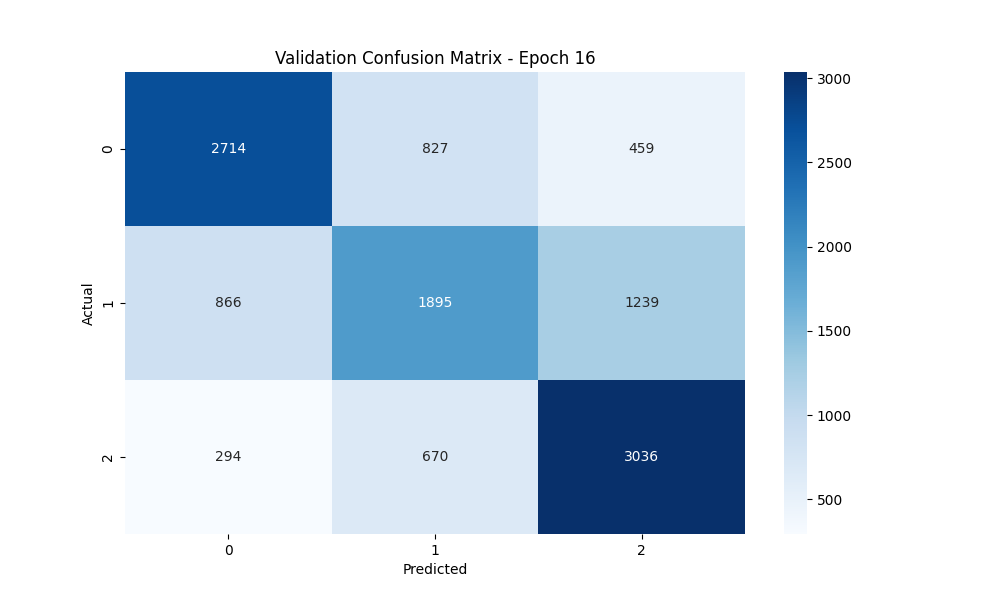 Validation Confusion Matrix - Epoch 16
3000
2714 827 459
0
2500
2000
Actual
866 1895 1239
1
1500
1000
294 670 3036
2
500
0 1 2
Predicted